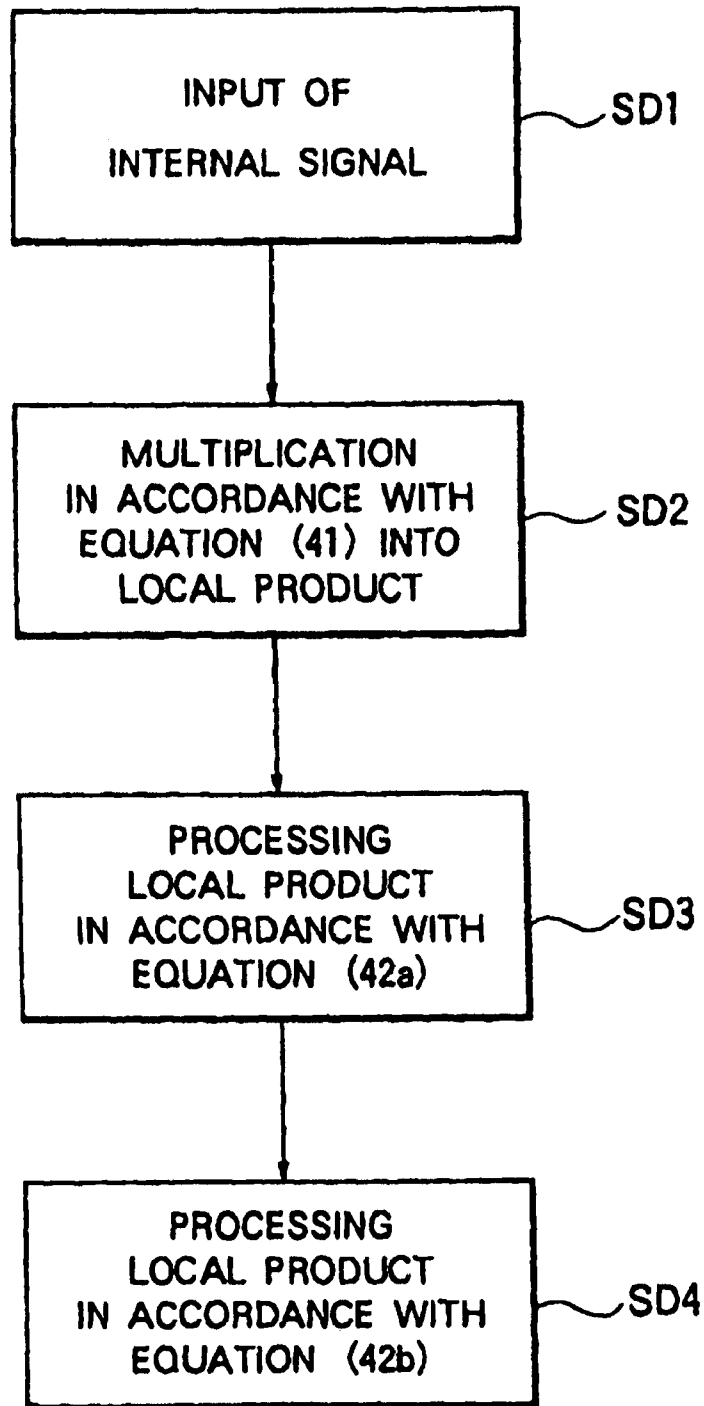 INPUT OF
INTERNAL SIGNAL
SD1
MULTIPLICATION
IN ACCORDANCE WITH
EQUATION (41) INTO
LOCAL PRODUCT
SD2
PROCESSING
LOCAL PRODUCT
IN ACCORDANCE WITH
EQUATION (42a)
SD3
PROCESSING
LOCAL PRODUCT
IN ACCORDANCE WITH
EQUATION (42b)
SD4